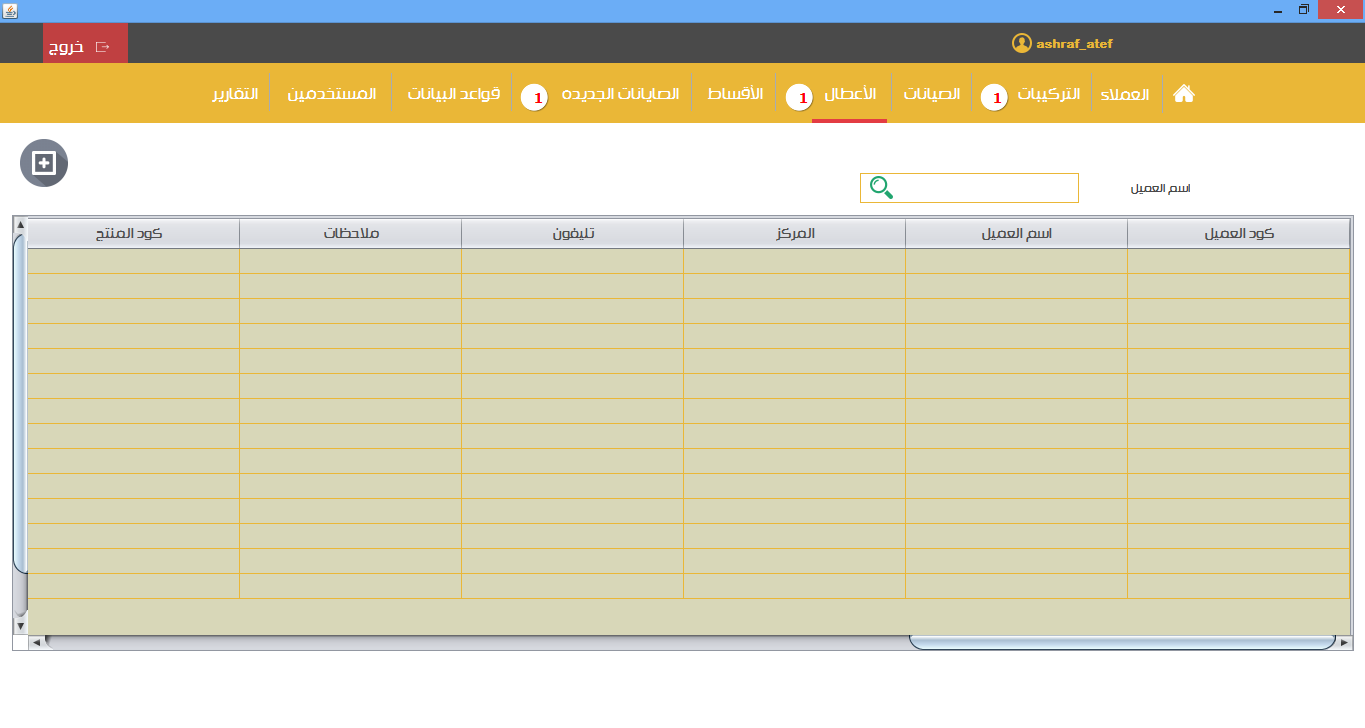 ashraf_atef
خروج
العملاء
التركيبات 1
الصيانات
الأعطال 1
الأقساط
الصايانات الجديده 1
قواعد البيانات
المستخدمين
التقارير
اسم العميل
كود العميل اسم العميل المركز تليفون ملاحظات كود المنتج